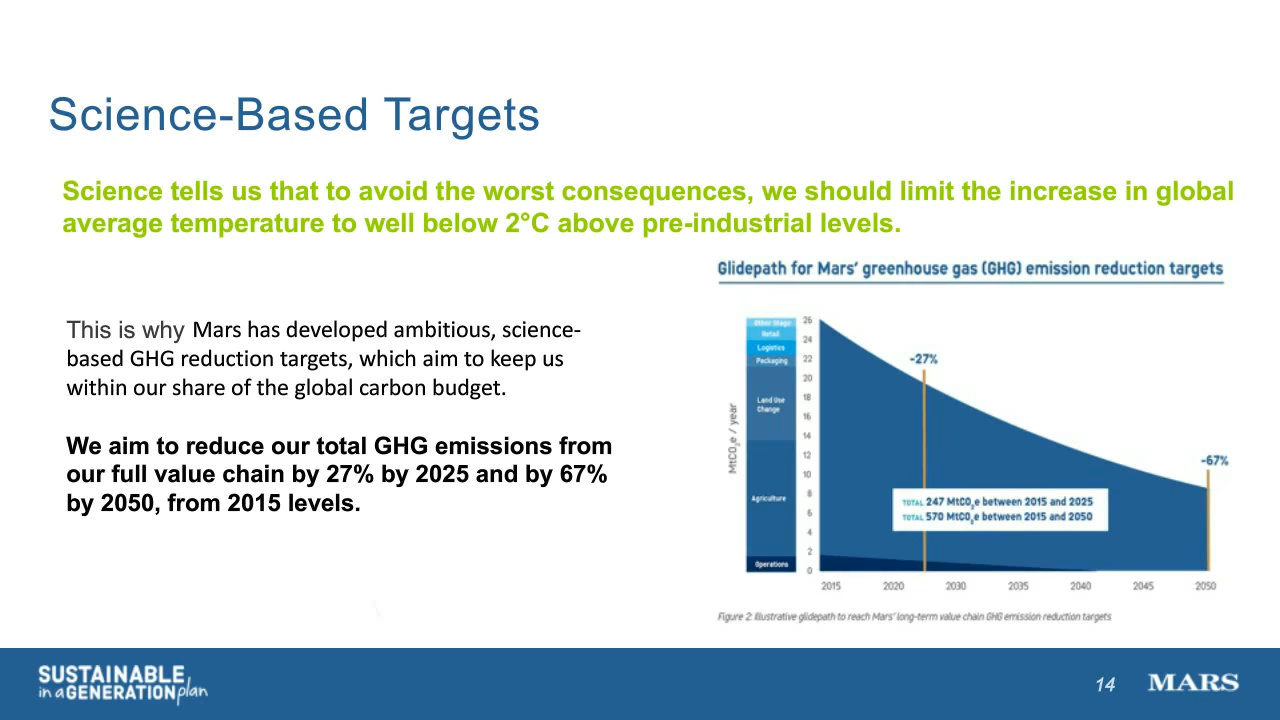 Science-Based Targets
Science tells us that to avoid the worst consequences, we should limit the increase in global
average temperature to well below 2°C above pre-industrial levels.
This is why Mars has developed ambitious, science-
based GHG reduction targets, which aim to keep us
within our share of the global carbon budget.
We aim to reduce our total GHG emissions from
our full value chain by 27% by 2025 and by 67%
by 2050, from 2015 levels.
Glidepath for Mars' greenhouse gas (GHG) emission reduction targets
MtCO₂e / year
Retail
Logistics
Packaging
Land Use
Change
Agriculture
Operations
26
24
22
20
18
16
14
12
10
8
6
4
2
0
-27%
-67%
TOTAL 247 MtCO₂e between 2015 and 2025
TOTAL 570 MtCO₂e between 2015 and 2050
2015 2020 2030 2035 2040 2045 2050
Figure 2: Illustrative glidepath to reach Mars' long-term value chain GHG emission reduction targets
SUSTAINABLE
in a GENERATION plan
14
MARS